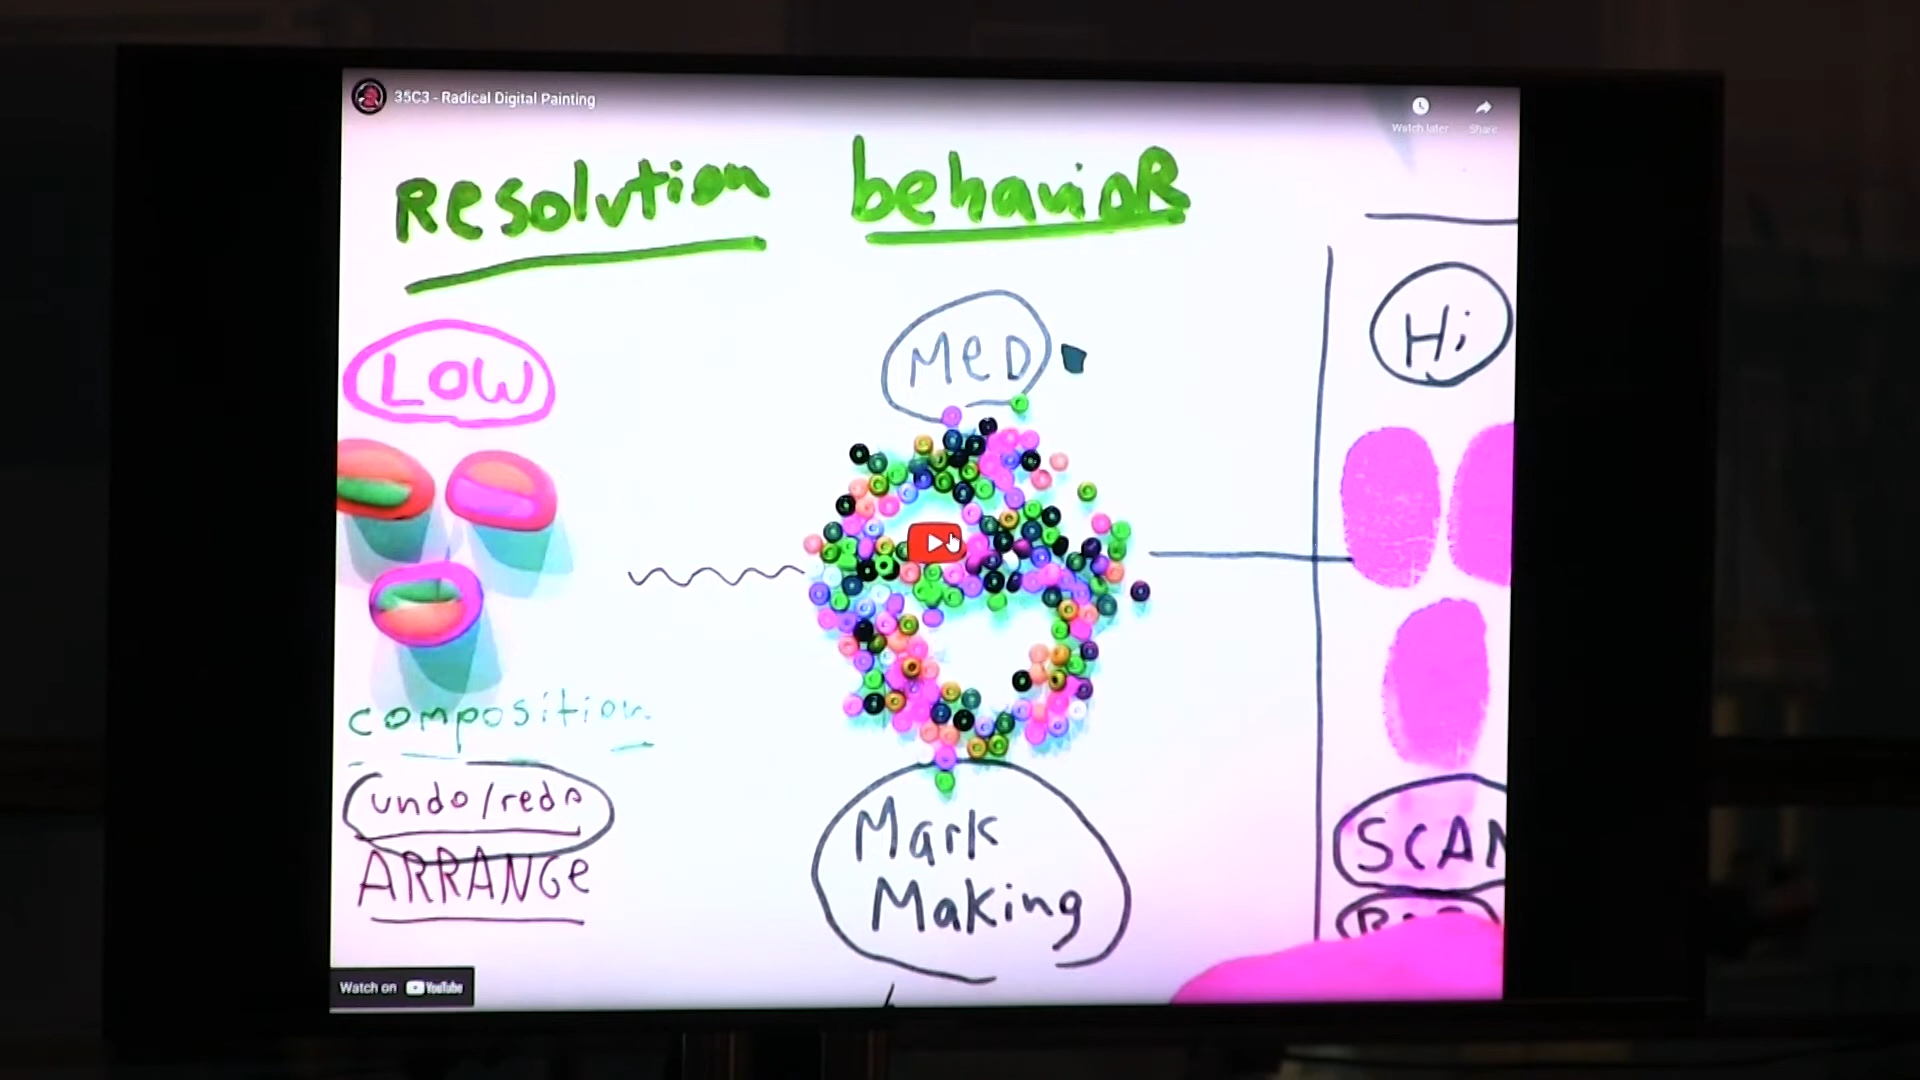 35C3 - Radical Digital Painting
Watch later
Share
Resolution behavior
LOW
MeD
Hi
composition
undo/redo
ARRANGe
Mark
Making
SCAN
Watch on YouTube